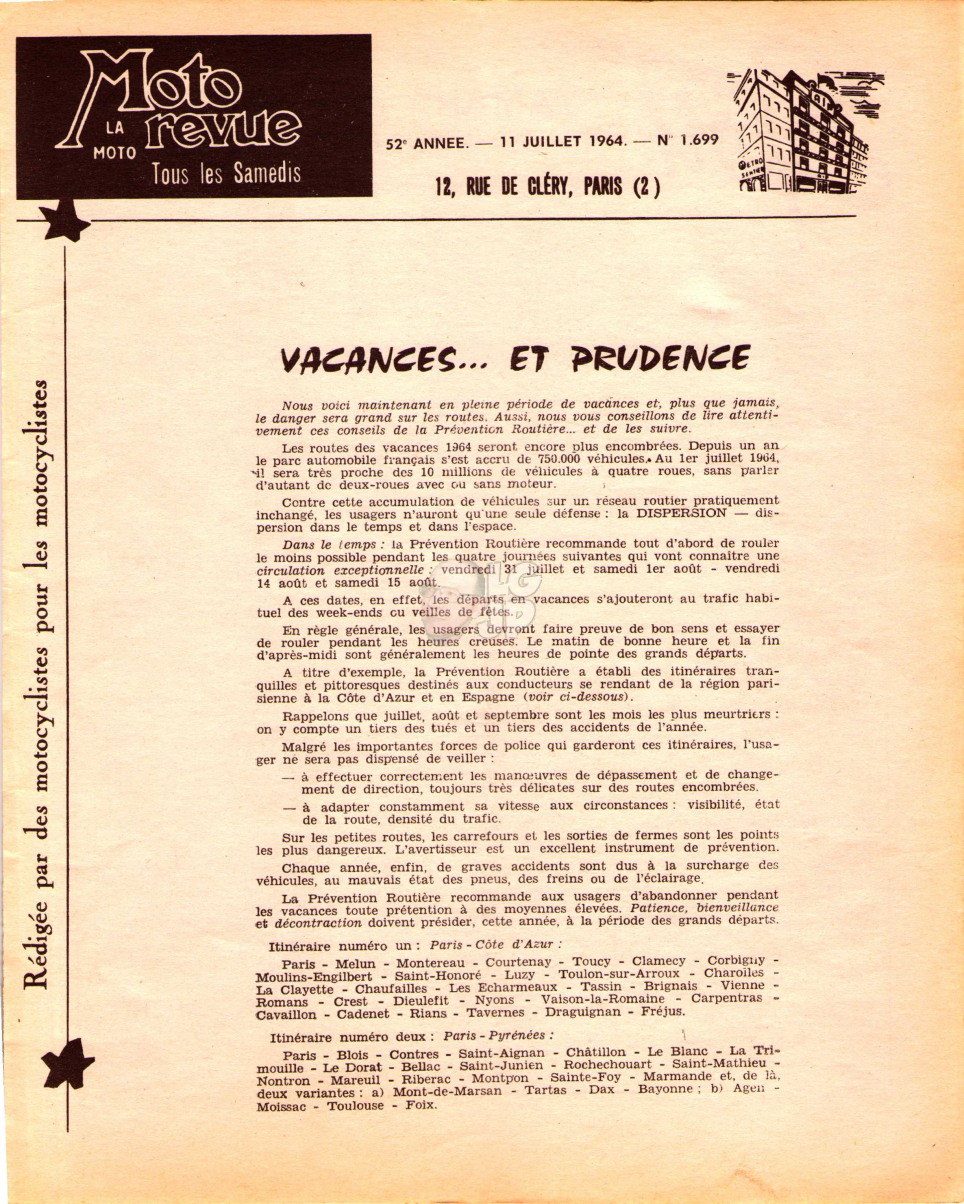 Moto
LA
MOTO
revue
Tous les Samedis
52e ANNEE. — 11 JUILLET 1964. — N° 1.699
12, RUE DE CLÉRY, PARIS (2)
METRO
SENTIER
Rédigée par des motocyclistes pour les motocyclistes
VACANCES... ET PRUDENCE
Nous voici maintenant en pleine période de vacances et, plus que jamais,
le danger sera grand sur les routes. Aussi, nous vous conseillons de lire attenti-
vement ces conseils de la Prévention Routière... et de les suivre.
Les routes des vacances 1964 seront encore plus encombrées. Depuis un an
le parc automobile français s'est accru de 750.000 véhicules. Au 1er juillet 1964,
il sera très proche des 10 millions de véhicules à quatre roues, sans parler
d'autant de deux-roues avec ou sans moteur.
Contre cette accumulation de véhicules sur un réseau routier pratiquement
inchangé, les usagers n'auront qu'une seule défense : la DISPERSION — dis-
persion dans le temps et dans l'espace.
Dans le temps : la Prévention Routière recommande tout d'abord de rouler
le moins possible pendant les quatre journées suivantes qui vont connaître une
circulation exceptionnelle : vendredi 31 juillet et samedi 1er août - vendredi
14 août et samedi 15 août.
A ces dates, en effet, les départs en vacances s'ajouteront au trafic habi-
tuel des week-ends ou veilles de fêtes.
En règle générale, les usagers devront faire preuve de bon sens et essayer
de rouler pendant les heures creuses. Le matin de bonne heure et la fin
d'après-midi sont généralement les heures de pointe des grands départs.
A titre d'exemple, la Prévention Routière a établi des itinéraires tran-
quilles et pittoresques destinés aux conducteurs se rendant de la région pari-
sienne à la Côte d'Azur et en Espagne (voir ci-dessous).
Rappelons que juillet, août et septembre sont les mois les plus meurtriers :
on y compte un tiers des tués et un tiers des accidents de l'année.
Malgré les importantes forces de police qui garderont ces itinéraires, l'usa-
ger ne sera pas dispensé de veiller :
— à effectuer correctement les manœuvres de dépassement et de change-
ment de direction, toujours très délicates sur des routes encombrées.
— à adapter constamment sa vitesse aux circonstances : visibilité, état
de la route, densité du trafic.
Sur les petites routes, les carrefours et les sorties de fermes sont les points
les plus dangereux. L'avertisseur est un excellent instrument de prévention.
Chaque année, enfin, de graves accidents sont dus à la surcharge des
véhicules, au mauvais état des pneus, des freins ou de l'éclairage.
La Prévention Routière recommande aux usagers d'abandonner pendant
les vacances toute prétention à des moyennes élevées. Patience, bienveillance
et décontraction doivent présider, cette année, à la période des grands départs.
Itinéraire numéro un : Paris - Côte d'Azur :
Paris - Melun - Montereau - Courtenay - Toucy - Clamecy - Corbigny -
Moulins-Engilbert - Saint-Honoré - Luzy - Toulon-sur-Arroux - Charolles -
La Clayette - Chaufailles - Les Echarmeaux - Tassin - Brignais - Vienne -
Romans - Crest - Dieulefit - Nyons - Vaison-la-Romaine - Carpentras -
Cavaillon - Cadenet - Rians - Tavernes - Draguignan - Fréjus.
Itinéraire numéro deux : Paris - Pyrénées :
Paris - Blois - Contres - Saint-Aignan - Châtillon - Le Blanc - La Tri-
mouille - Le Dorat - Bellac - Saint-Junien - Rochechouart - Saint-Mathieu -
Nontron - Mareuil - Riberac - Montpon - Sainte-Foy - Marmande et, de là,
deux variantes : a) Mont-de-Marsan - Tartas - Dax - Bayonne ; b) Agen -
Moissac - Toulouse - Foix.